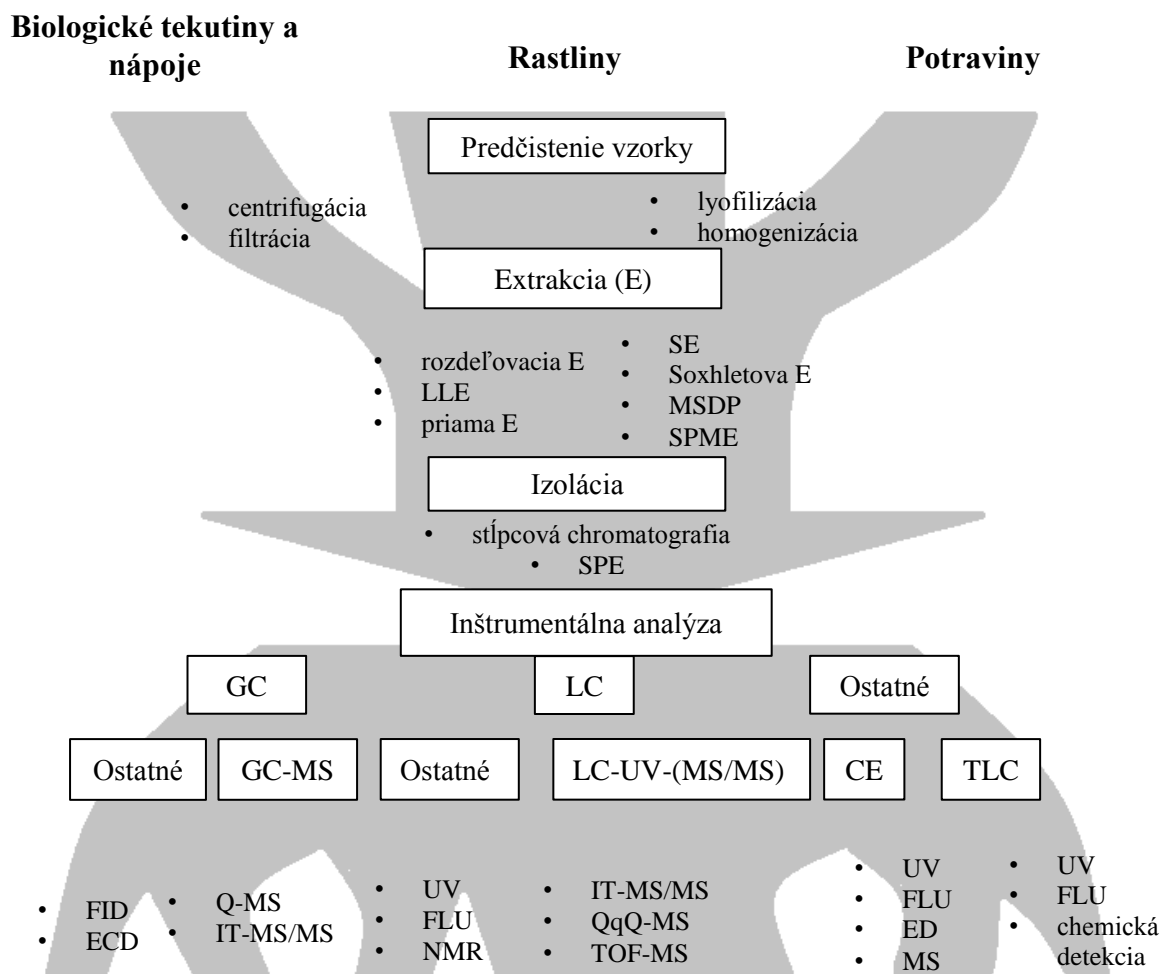 Biologické tekutiny a
nápoje
Rastliny
Potraviny
Predčistenie vzorky
• centrifugácia
• filtrácia
• lyofilizácia
• homogenizácia
Extrakcia (E)
• rozdeľovacia E
• LLE
• priama E
• SE
• Soxhletova E
• MSDP
• SPME
Izolácia
• stĺpcová chromatografia
• SPE
Inštrumentálna analýza
GC
LC
Ostatné
Ostatné
GC-MS
Ostatné
LC-UV-(MS/MS)
CE
TLC
• FID
• ECD
• Q-MS
• IT-MS/MS
• UV
• FLU
• NMR
• IT-MS/MS
• QqQ-MS
• TOF-MS
• UV
• FLU
• ED
• MS
• UV
• FLU
• chemická
detekcia